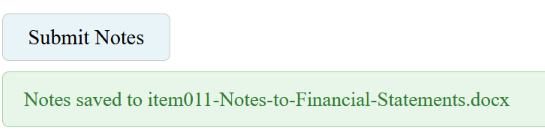 Submit Notes
Notes saved to item011-Notes-to-Financial-Statements.docx